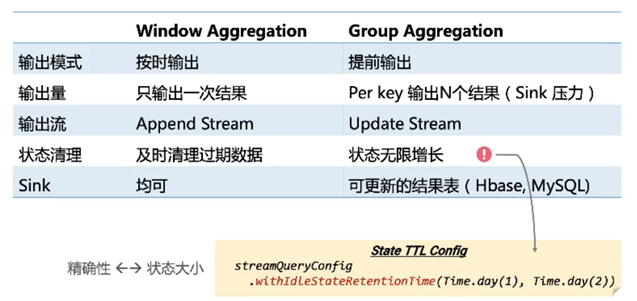 Window Aggregation Group Aggregation
输出模式 按时输出 提前输出
输出量 只输出一次结果 Per key 输出N个结果（Sink 压力）
输出流 Append Stream Update Stream
状态清理 及时清理过期数据 状态无限增长 !
Sink 均可 可更新的结果表（Hbase, MySQL)
State TTL Config
精确性 <-> 状态大小 streamQueryConfig
.withIdleStateRetentionTime(Time.day(1), Time.day(2))